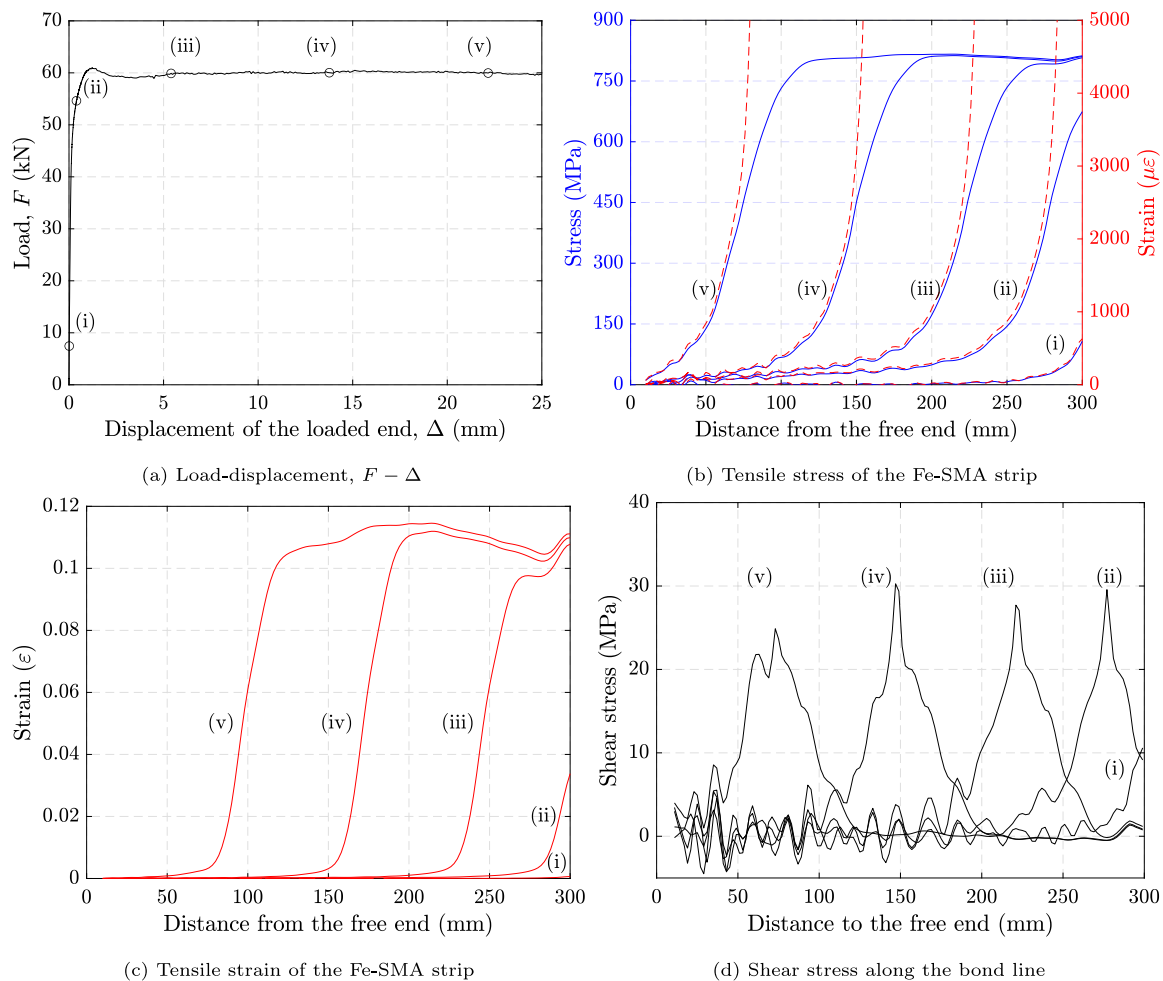 70
60
50
40
30
20
10
0
Load, F (kN)
(i)
(ii)
(iii)
(iv)
(v)
0 5 10 15 20 25
Displacement of the loaded end, Δ (mm)
(a) Load-displacement, F − Δ
900
750
600
450
300
150
0
Stress (MPa)
5000
4000
3000
2000
1000
0
Strain (με)
(v)
(iv)
(iii)
(ii)
(i)
0 50 100 150 200 250 300
Distance from the free end (mm)
(b) Tensile stress of the Fe-SMA strip
0.12
0.1
0.08
0.06
0.04
0.02
0
Strain (ε)
(v)
(iv)
(iii)
(ii)
(i)
0 50 100 150 200 250 300
Distance from the free end (mm)
(c) Tensile strain of the Fe-SMA strip
40
30
20
10
0
Shear stress (MPa)
(v)
(iv)
(iii)
(ii)
(i)
0 50 100 150 200 250 300
Distance to the free end (mm)
(d) Shear stress along the bond line